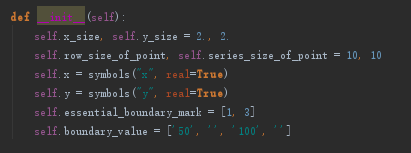 def __init__(self):
self.x_size, self.y_size = 2., 2.
self.row_size_of_point, self.series_size_of_point = 10, 10
self.x = symbols("x", real=True)
self.y = symbols("y", real=True)
self.essential_boundary_mark = [1, 3]
self.boundary_value = ['50', '', '100', '']